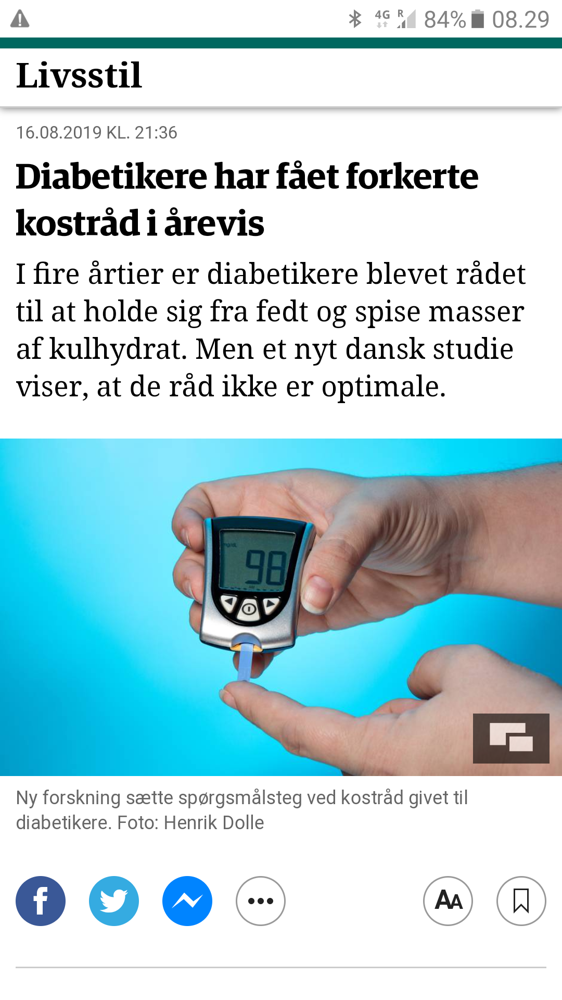 4G R 84% 08.29
Livsstil
16.08.2019 KL. 21:36
Diabetikere har fået forkerte
kostråd i årevis
I fire årtier er diabetikere blevet rådet
til at holde sig fra fedt og spise masser
af kulhydrat. Men et nyt dansk studie
viser, at de råd ikke er optimale.
mg/dL
98
Ny forskning sætte spørgsmålsteg ved kostråd givet til
diabetikere. Foto: Henrik Dolle
AA